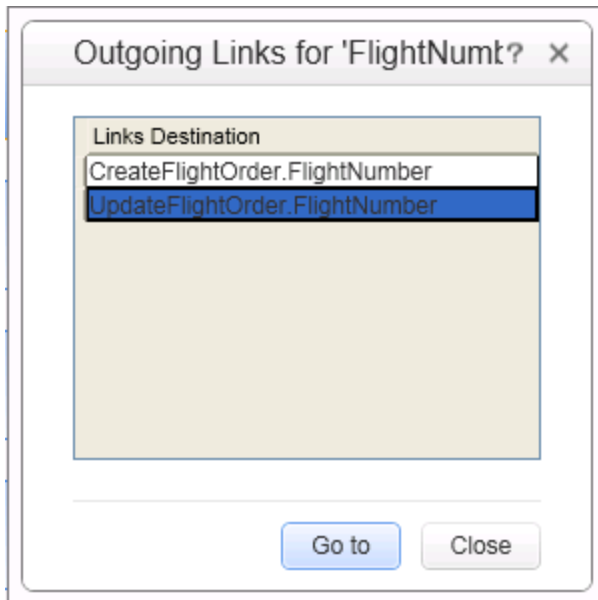 Outgoing Links for 'FlightNumb? ×
Links Destination
CreateFlightOrder.FlightNumber
UpdateFlightOrder.FlightNumber
Go to
Close